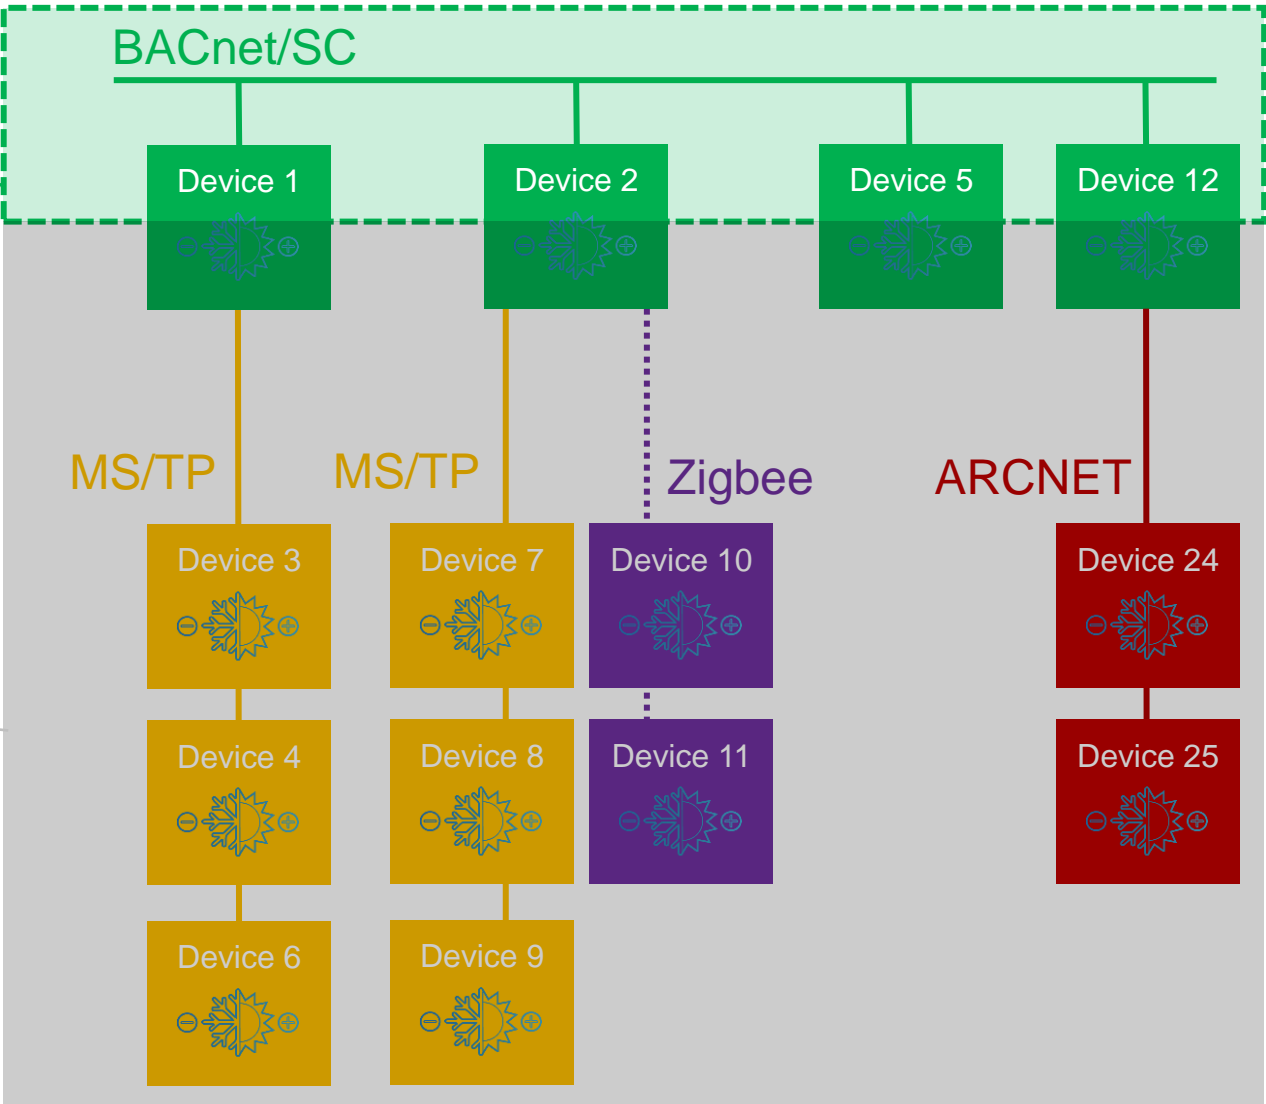 BACnet/SC
Device 1
Device 2
Device 5
Device 12
MS/TP
MS/TP
Zigbee
ARCNET
Device 3
Device 7
Device 10
Device 24
Device 4
Device 8
Device 11
Device 25
Device 6
Device 9